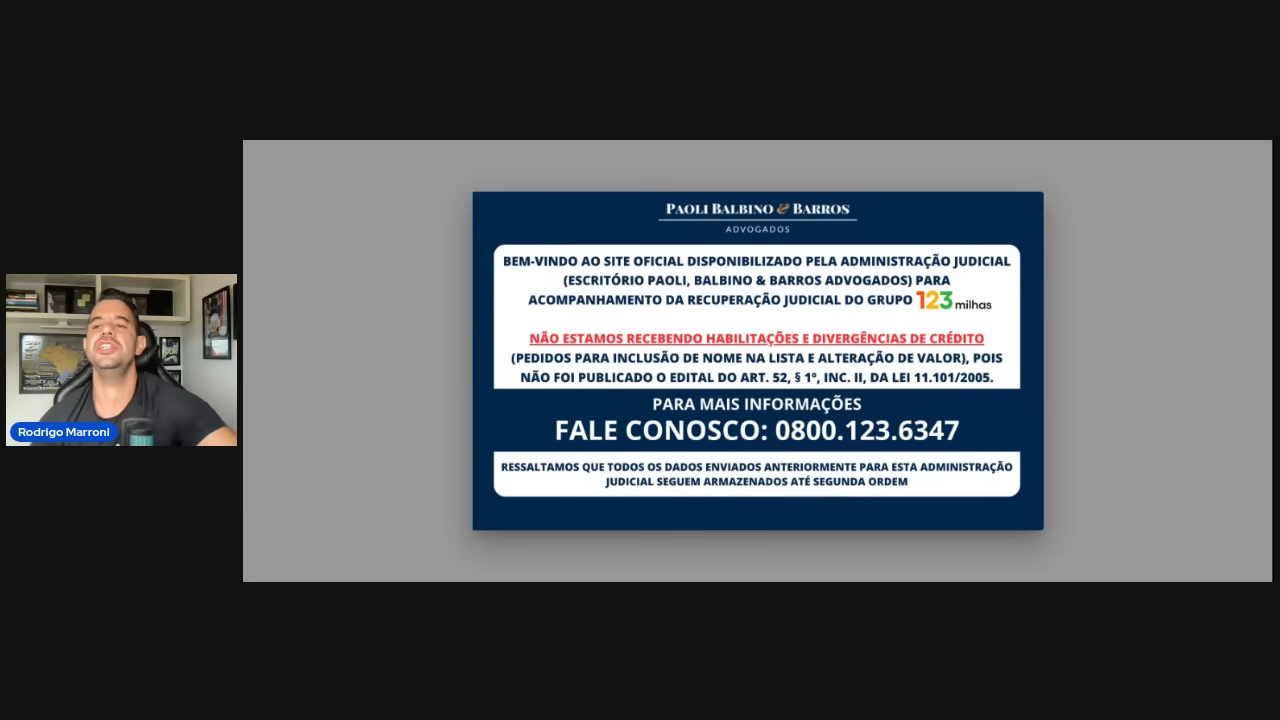 PAOLI BALBINO & BARROS
ADVOGADOS
BEM-VINDO AO SITE OFICIAL DISPONIBILIZADO PELA ADMINISTRAÇÃO JUDICIAL
(ESCRITÓRIO PAOLI, BALBINO & BARROS ADVOGADOS) PARA
ACOMPANHAMENTO DA RECUPERAÇÃO JUDICIAL DO GRUPO 123 milhas
NÃO ESTAMOS RECEBENDO HABILITAÇÕES E DIVERGÊNCIAS DE CRÉDITO
(PEDIDOS PARA INCLUSÃO DE NOME NA LISTA E ALTERAÇÃO DE VALOR), POIS
NÃO FOI PUBLICADO O EDITAL DO ART. 52, § 1º, INC. II, DA LEI 11.101/2005.
PARA MAIS INFORMAÇÕES
FALE CONOSCO: 0800.123.6347
RESSALTAMOS QUE TODOS OS DADOS ENVIADOS ANTERIORMENTE PARA ESTA ADMINISTRAÇÃO
JUDICIAL SEGUEM ARMAZENADOS ATÉ SEGUNDA ORDEM
Rodrigo Marroni